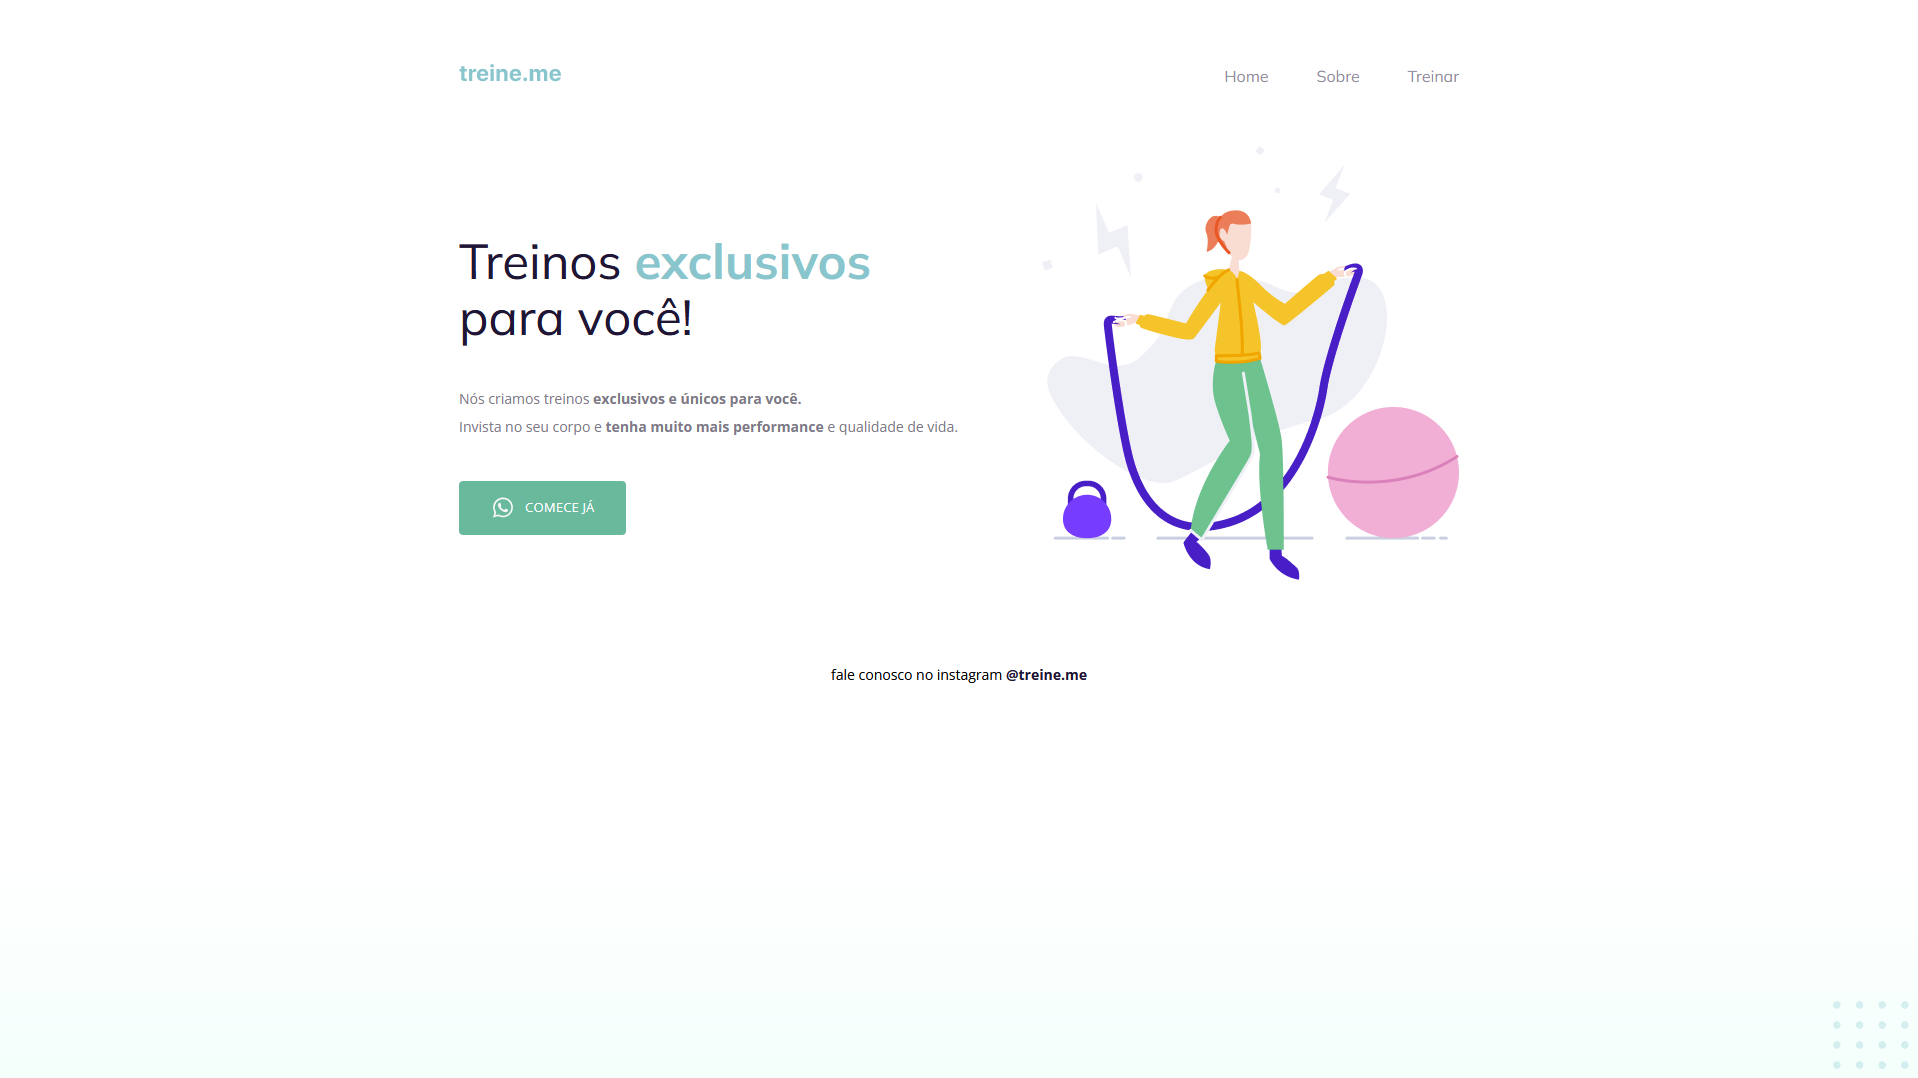 treine.me
Home Sobre Treinar
Treinos exclusivos
para você!
Nós criamos treinos exclusivos e únicos para você.
Invista no seu corpo e tenha muito mais performance e qualidade de vida.
COMECE JÁ
fale conosco no instagram @treine.me